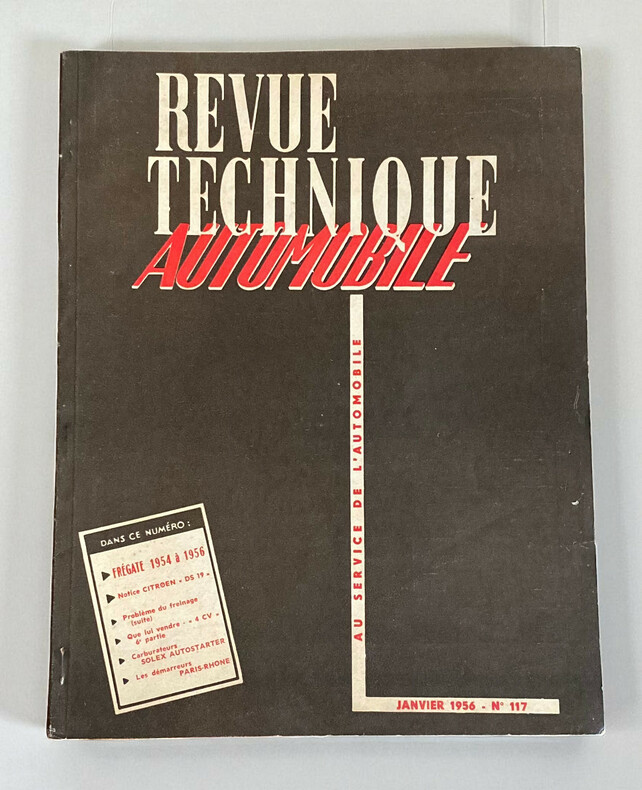 REVUE
TECHNIQUE
AUTOMOBILE
AU SERVICE DE L'AUTOMOBILE
DANS CE NUMÉRO :
FRÉGATE 1954 à 1956
Notice CITROEN « DS 19 »
Problème du freinage
(suite)
Que lui vendre - « 4 CV »
6e partie
Carburateurs
SOLEX AUTOSTARTER
Les démarreurs
PARIS-RHONE
JANVIER 1956 - N° 117